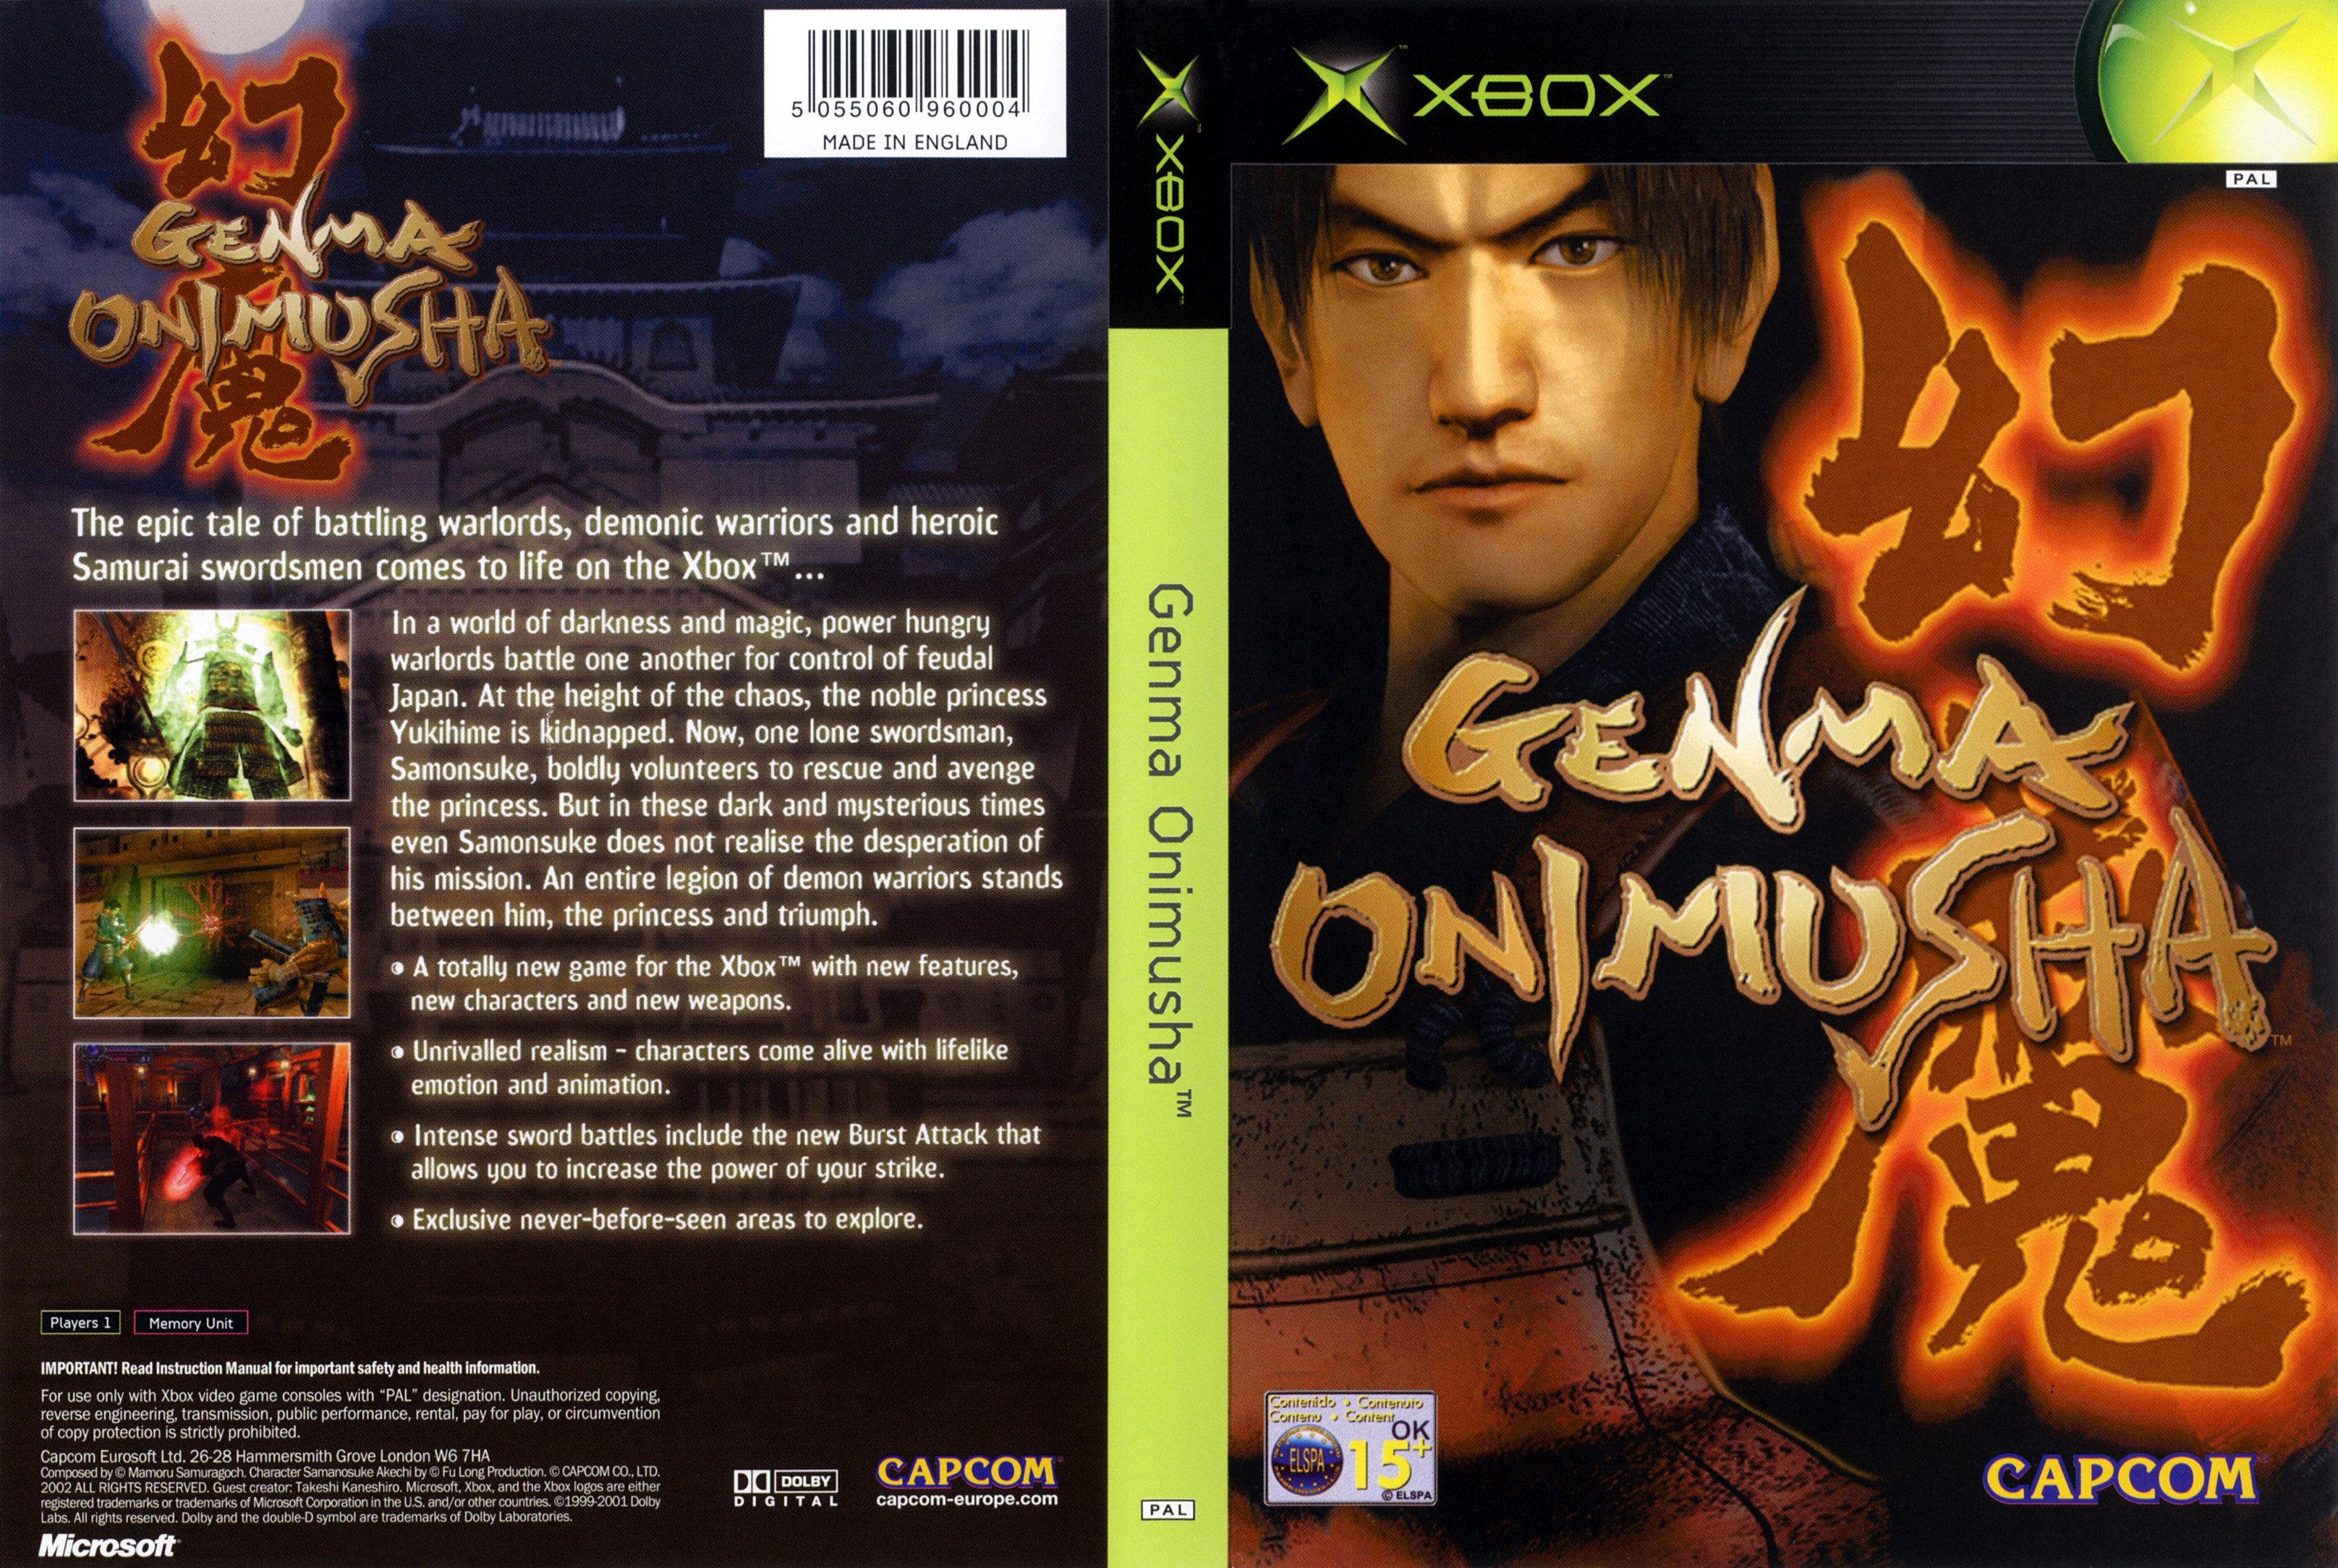 幻
GENMA
ONIMUSHA
魔
5 055060 960004
MADE IN ENGLAND
The epic tale of battling warlords, demonic warriors and heroic
Samurai swordsmen comes to life on the Xbox™...
In a world of darkness and magic, power hungry
warlords battle one another for control of feudal
Japan. At the height of the chaos, the noble princess
Yukihime is kidnapped. Now, one lone swordsman,
Samonsuke, boldly volunteers to rescue and avenge
the princess. But in these dark and mysterious times
even Samonsuke does not realise the desperation of
his mission. An entire legion of demon warriors stands
between him, the princess and triumph.
• A totally new game for the Xbox™ with new features,
new characters and new weapons.
• Unrivalled realism – characters come alive with lifelike
emotion and animation.
• Intense sword battles include the new Burst Attack that
allows you to increase the power of your strike.
• Exclusive never-before-seen areas to explore.
Players 1
Memory Unit
IMPORTANT! Read Instruction Manual for important safety and health information.
For use only with Xbox video game consoles with “PAL” designation. Unauthorized copying,
reverse engineering, transmission, public performance, rental, pay for play, or circumvention
of copy protection is strictly prohibited.
Capcom Eurosoft Ltd. 26-28 Hammersmith Grove London W6 7HA
Composed by © Mamoru Samuragoch. Character Samanosuke Akechi by © Fu Long Production. © CAPCOM CO., LTD.
2002 ALL RIGHTS RESERVED. Guest creator: Takeshi Kaneshiro. Microsoft, Xbox, and the Xbox logos are either
registered trademarks or trademarks of Microsoft Corporation in the U.S. and/or other countries. ©1999-2001 Dolby
Labs. All rights reserved. Dolby and the double-D symbol are trademarks of Dolby Laboratories.
Microsoft
DOLBY
DIGITAL
CAPCOM
capcom-europe.com
XBOX™
Genma Onimusha™
PAL
XBOX™
PAL
幻
GENMA
ONIMUSHA™
魔
Contenido • Contenuto
Contenu • Content
OK
ELSPA
15+
© ELSPA
CAPCOM